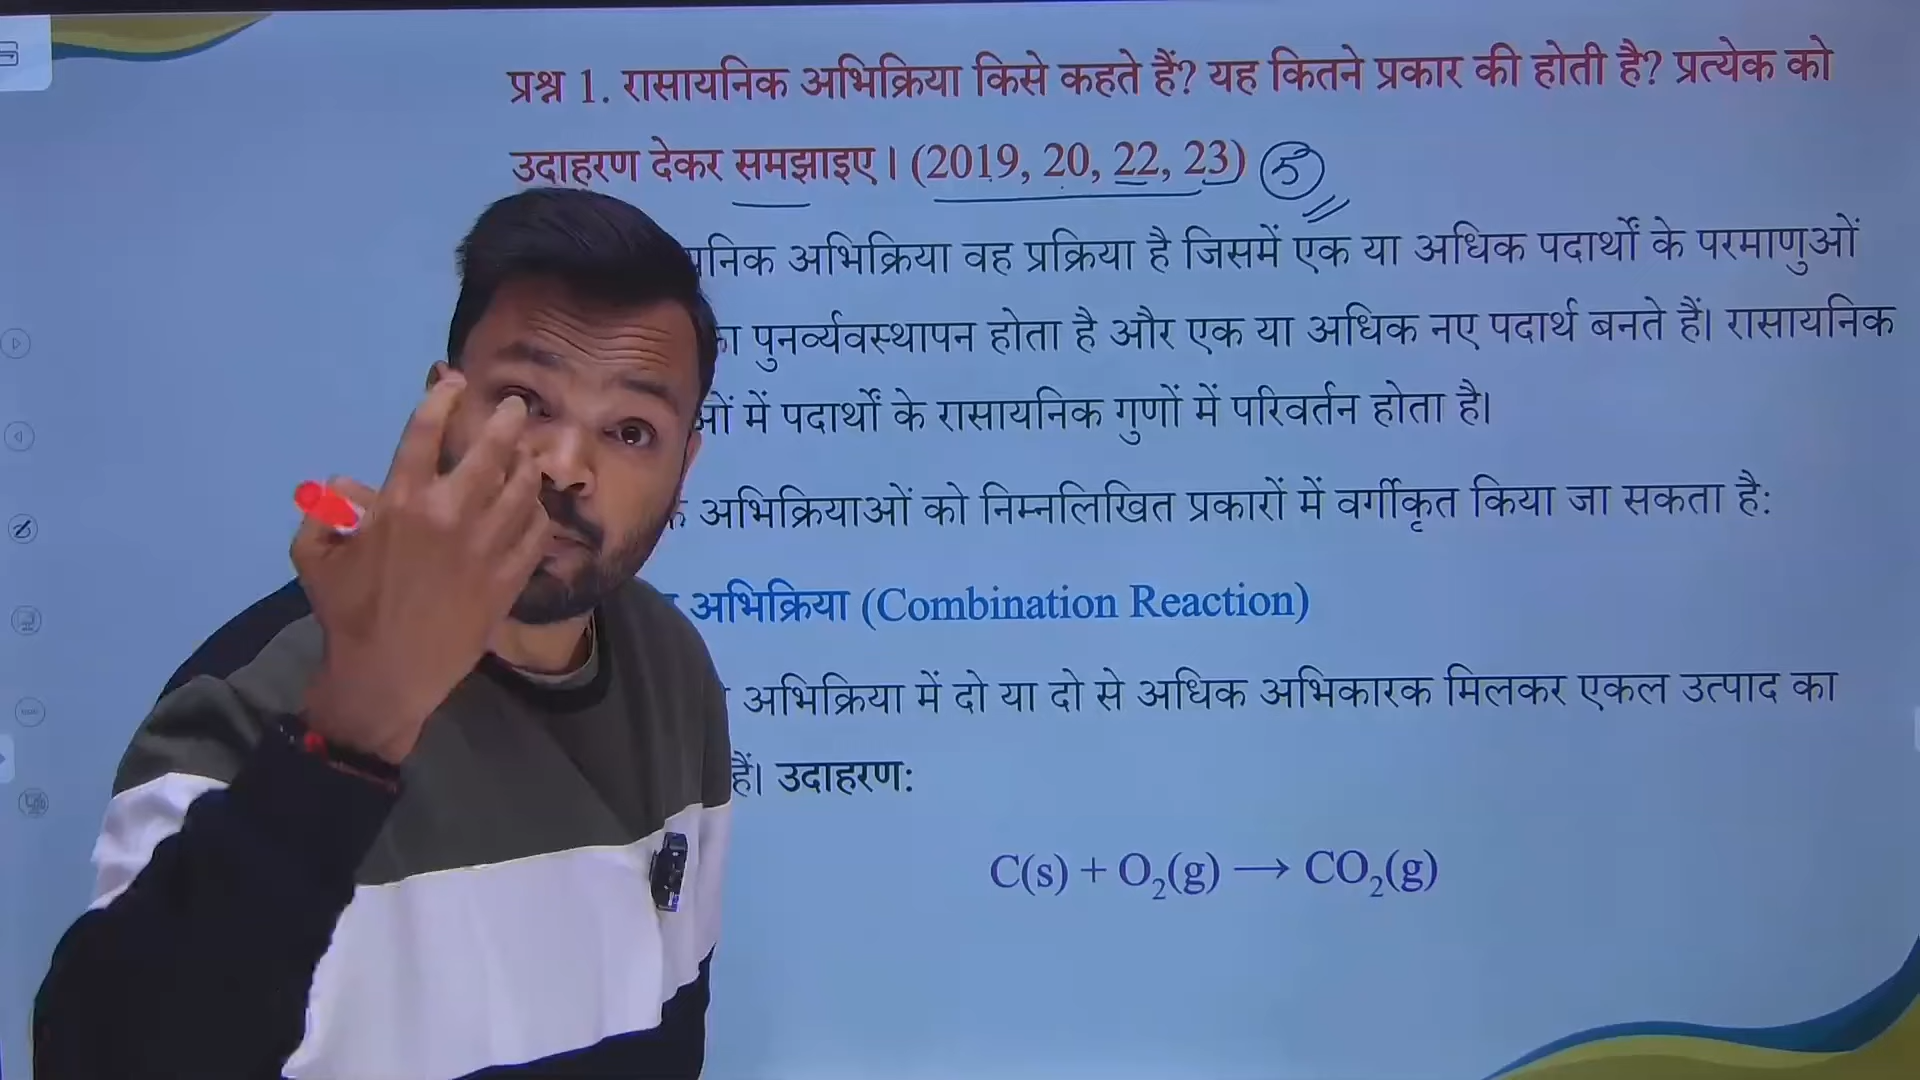 प्रश्न 1. रासायनिक अभिक्रिया किसे कहते हैं? यह कितने प्रकार की होती है? प्रत्येक को
उदाहरण देकर समझाइए। (2019, 20, 22, 23) 5
अभिक्रिया वह प्रक्रिया है जिसमें एक या अधिक पदार्थों के परमाणुओं
पुनर्व्यवस्थापन होता है और एक या अधिक नए पदार्थ बनते हैं। रासायनिक
में पदार्थों के रासायनिक गुणों में परिवर्तन होता है।
अभिक्रियाओं को निम्नलिखित प्रकारों में वर्गीकृत किया जा सकता है:
अभिक्रिया (Combination Reaction)
अभिक्रिया में दो या दो से अधिक अभिकारक मिलकर एकल उत्पाद का
हैं। उदाहरण:
C(s) + O₂(g) → CO₂(g)